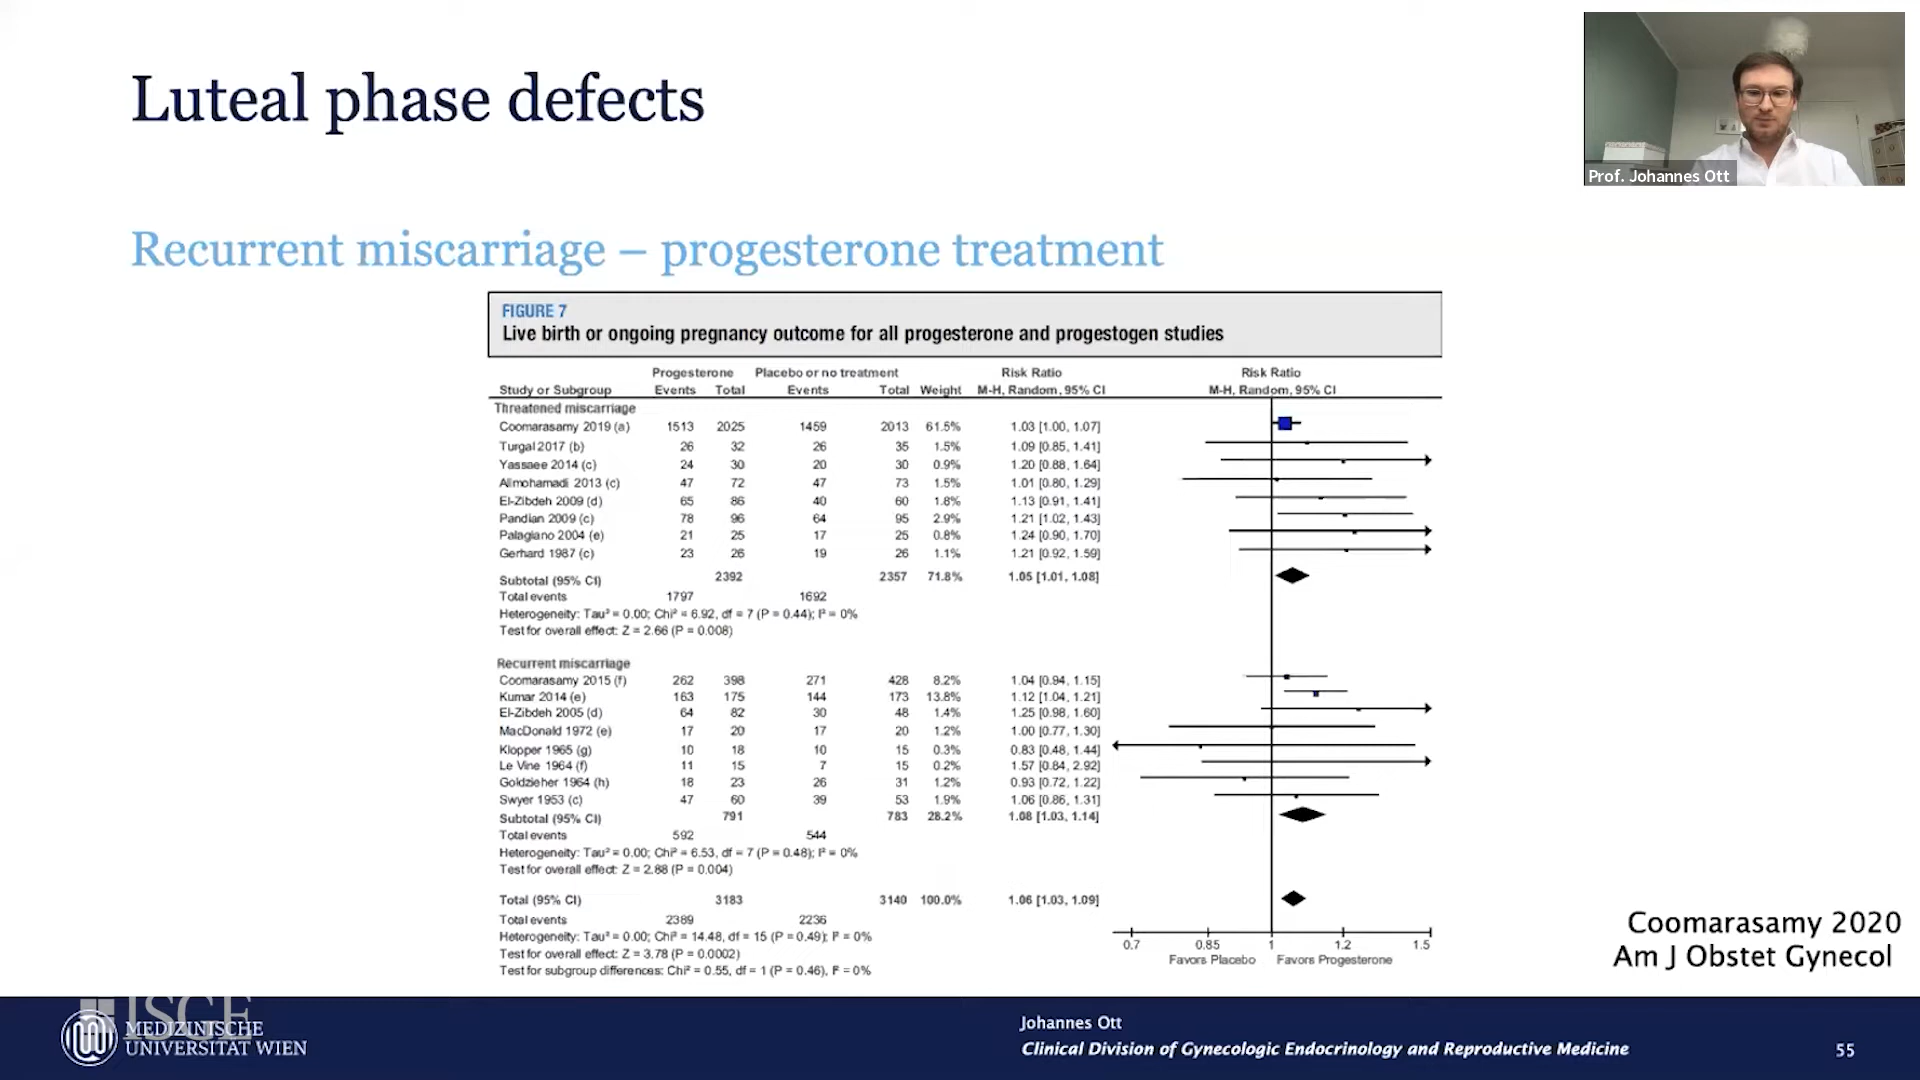 Luteal phase defects
Prof. Johannes Ott
Recurrent miscarriage – progesterone treatment
FIGURE 7
Live birth or ongoing pregnancy outcome for all progesterone and progestogen studies
Progesterone Placebo or no treatment Risk Ratio Risk Ratio
Study or Subgroup Events Total Events Total Weight M-H, Random, 95% CI M-H, Random, 95% CI
Threatened miscarriage
Coomarasamy 2019 (a) 1513 2025 1459 2013 61.5% 1.03 [1.00, 1.07]
Turgal 2017 (b) 26 32 26 35 1.5% 1.09 [0.85, 1.41]
Yassaee 2014 (c) 24 30 20 30 0.9% 1.20 [0.88, 1.64]
Alimohamadi 2013 (c) 47 72 47 73 1.5% 1.01 [0.80, 1.29]
El-Zibdeh 2009 (d) 65 86 40 60 1.8% 1.13 [0.91, 1.41]
Pandian 2009 (c) 78 96 64 95 2.9% 1.21 [1.02, 1.43]
Palagiano 2004 (e) 21 25 17 25 0.8% 1.24 [0.90, 1.70]
Gerhard 1987 (c) 23 26 19 26 1.1% 1.21 [0.92, 1.59]
Subtotal (95% CI) 2392 2357 71.8% 1.05 [1.01, 1.08]
Total events 1797 1692
Heterogeneity: Tau² = 0.00; Chi² = 6.92, df = 7 (P = 0.44); I² = 0%
Test for overall effect: Z = 2.66 (P = 0.008)
Recurrent miscarriage
Coomarasamy 2015 (f) 262 398 271 428 8.2% 1.04 [0.94, 1.15]
Kumar 2014 (e) 163 175 144 173 13.8% 1.12 [1.04, 1.21]
El-Zibdeh 2005 (d) 64 82 30 48 1.4% 1.25 [0.98, 1.60]
MacDonald 1972 (e) 17 20 17 20 1.2% 1.00 [0.77, 1.30]
Klopper 1965 (g) 10 18 10 15 0.3% 0.83 [0.48, 1.44]
Le Vine 1964 (f) 11 15 7 15 0.2% 1.57 [0.84, 2.92]
Goldzieher 1964 (h) 18 23 26 31 1.2% 0.93 [0.72, 1.22]
Swyer 1953 (c) 47 60 39 53 1.9% 1.06 [0.86, 1.31]
Subtotal (95% CI) 791 783 28.2% 1.08 [1.03, 1.14]
Total events 592 544
Heterogeneity: Tau² = 0.00; Chi² = 6.53, df = 7 (P = 0.48); I² = 0%
Test for overall effect: Z = 2.88 (P = 0.004)
Total (95% CI) 3183 3140 100.0% 1.06 [1.03, 1.09]
Total events 2389 2236
Heterogeneity: Tau² = 0.00; Chi² = 14.48, df = 15 (P = 0.49); I² = 0%
Test for overall effect: Z = 3.78 (P = 0.0002)
Test for subgroup differences: Chi² = 0.55, df = 1 (P = 0.46), I² = 0%
0.7 0.85 1 1.2 1.5
Favors Placebo Favors Progesterone
Coomarasamy 2020
Am J Obstet Gynecol
ISGE
MEDIZINISCHE
UNIVERSITÄT WIEN
Johannes Ott
Clinical Division of Gynecologic Endocrinology and Reproductive Medicine
55